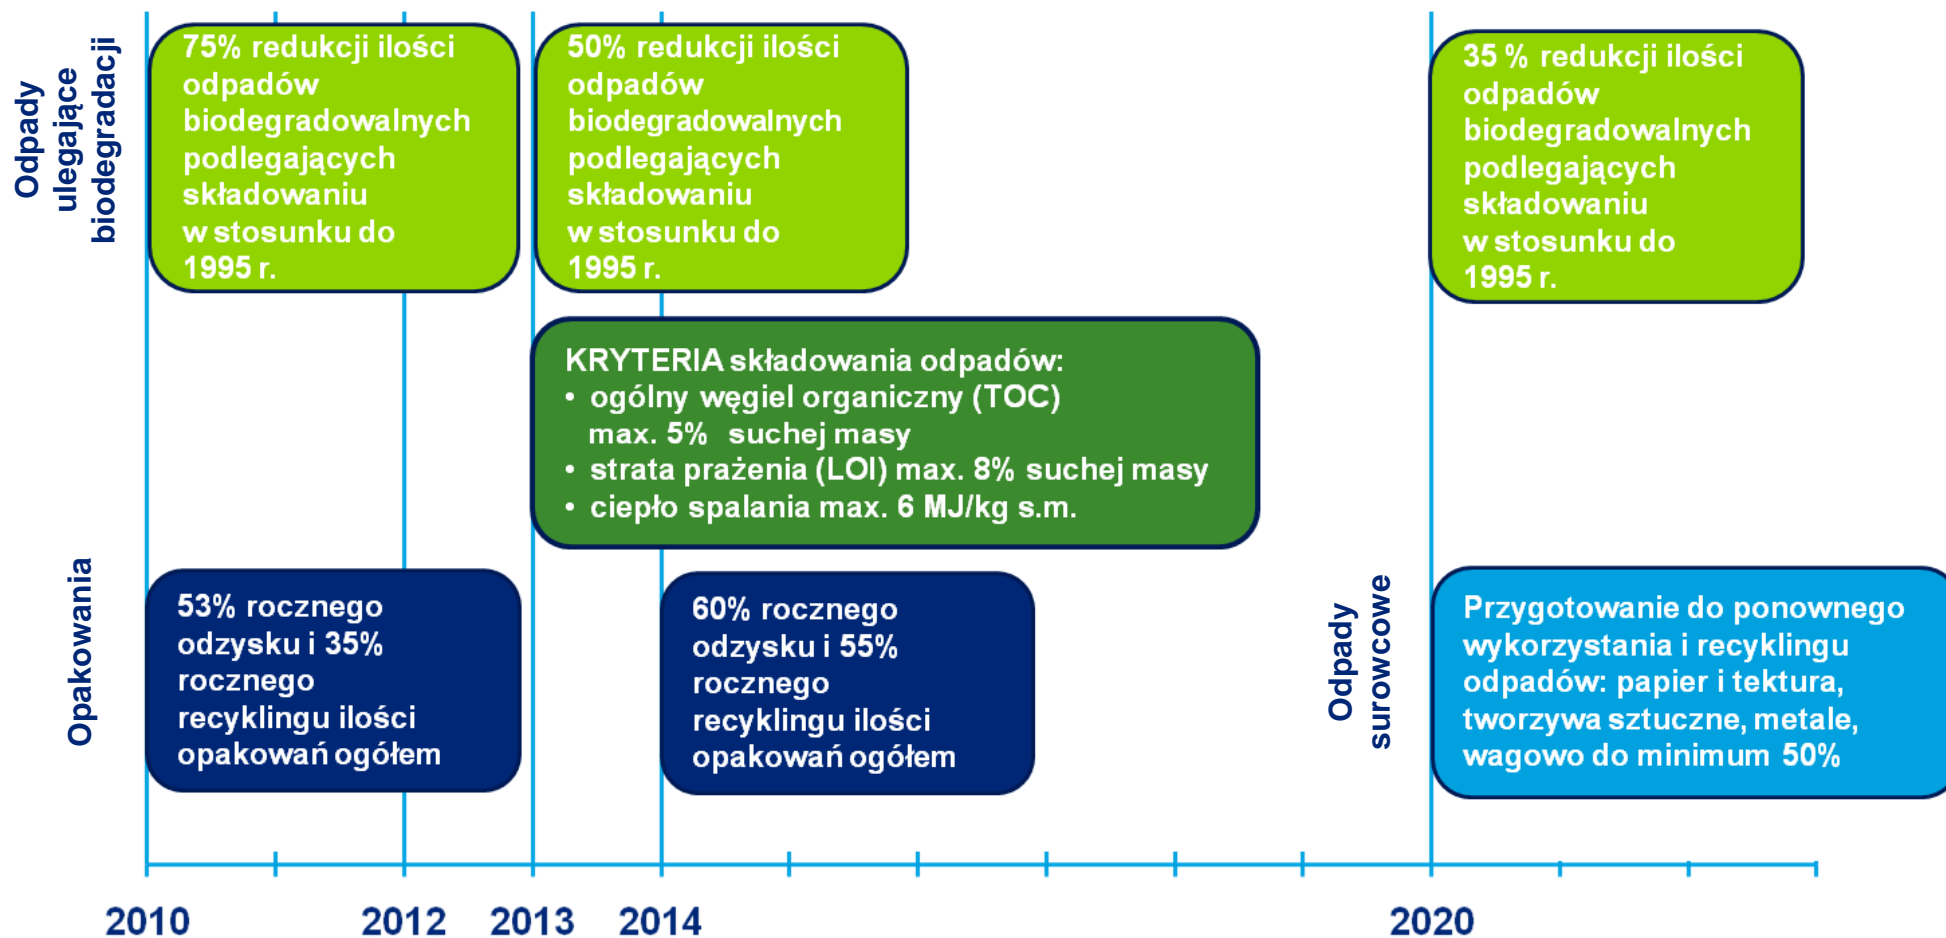 Odpady
ulegające
biodegradacji
75% redukcji ilości
odpadów
biodegradowalnych
podlegających
składowaniu
w stosunku do
1995 r.
50% redukcji ilości
odpadów
biodegradowalnych
podlegających
składowaniu
w stosunku do
1995 r.
35 % redukcji ilości
odpadów
biodegradowalnych
podlegających
składowaniu
w stosunku do
1995 r.
KRYTERIA składowania odpadów:
• ogólny węgiel organiczny (TOC)
max. 5% suchej masy
• strata prażenia (LOI) max. 8% suchej masy
• ciepło spalania max. 6 MJ/kg s.m.
Opakowania
53% rocznego
odzysku i 35%
rocznego
recyklingu ilości
opakowań ogółem
60% rocznego
odzysku i 55%
rocznego
recyklingu ilości
opakowań ogółem
Odpady
surowcowe
Przygotowanie do ponownego
wykorzystania i recyklingu
odpadów: papier i tektura,
tworzywa sztuczne, metale,
wagowo do minimum 50%
2010 2012 2013 2014 2020